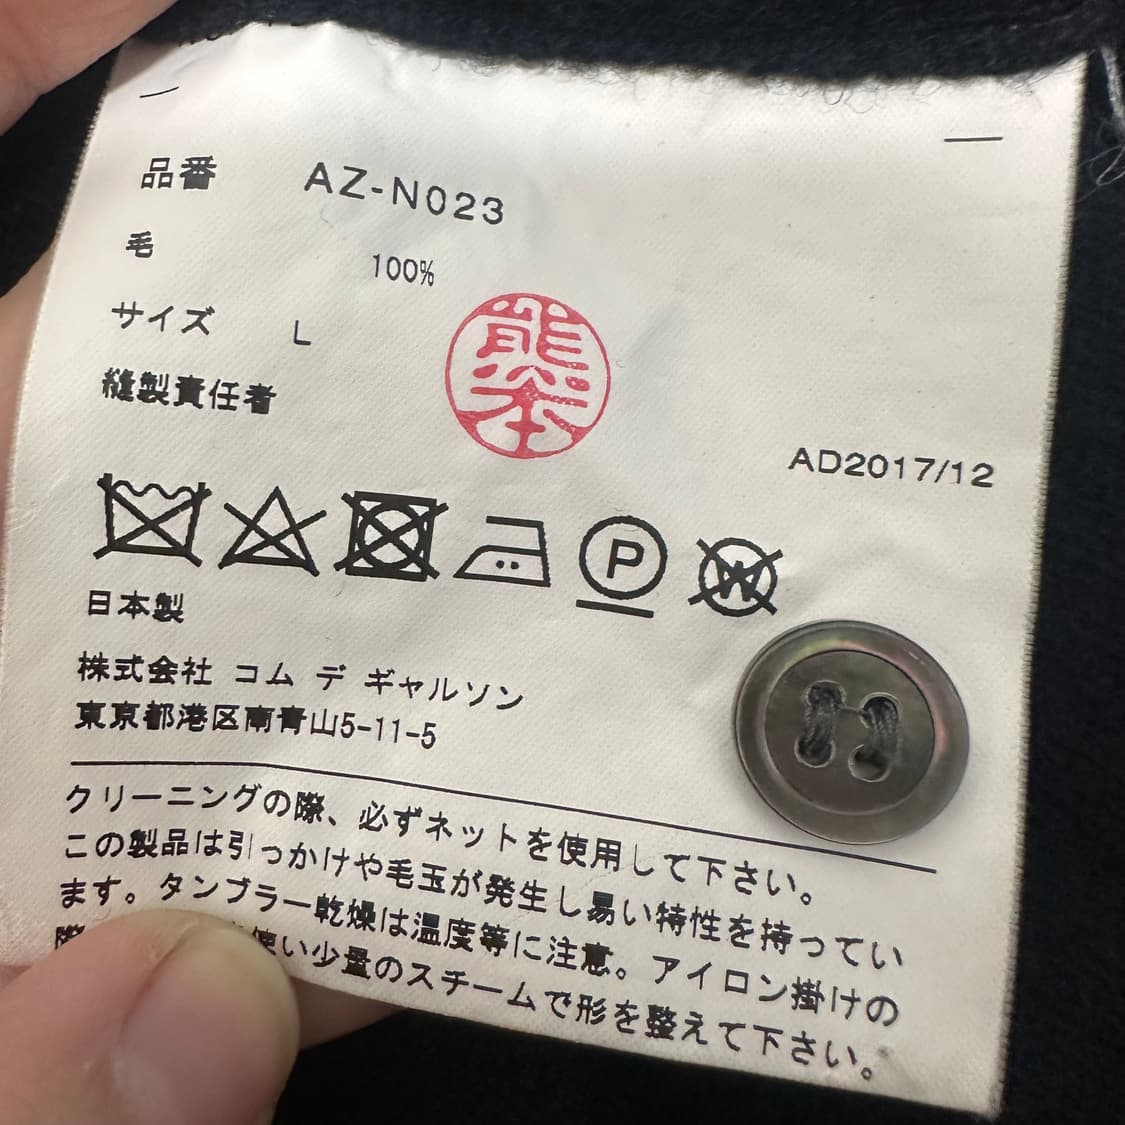 品番 AZ-N023
毛 100%
サイズ L
縫製責任者
熊本
AD2017/12
P
W
日本製
株式会社 コム デ ギャルソン
東京都港区南青山5-11-5
クリーニングの際、必ずネットを使用して下さい。
この製品は引っかけや毛玉が発生し易い特性を持ってい
ます。タンブラー乾燥は温度等に注意。アイロン掛けの
際 使い少量のスチームで形を整えて下さい。